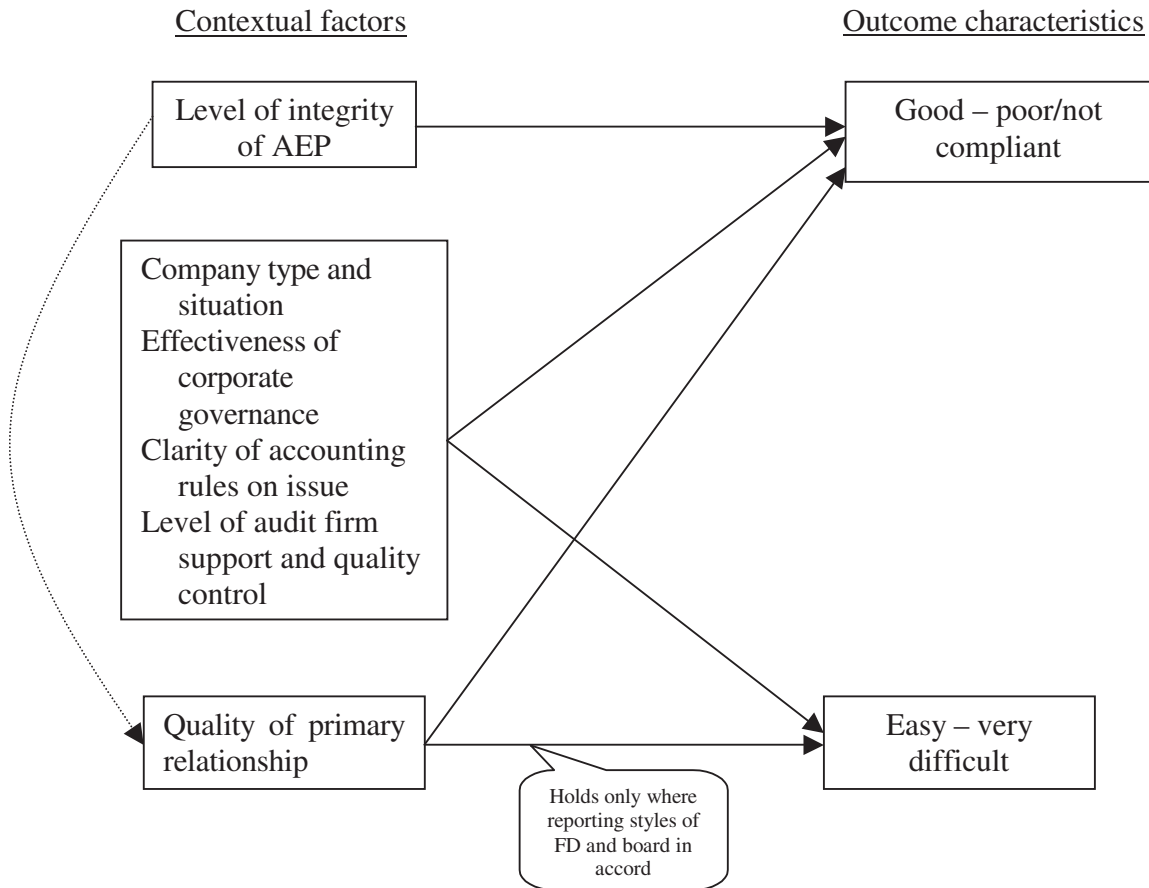 Contextual factors
Outcome characteristics
Level of integrity
of AEP
Good – poor/not
compliant
Company type and
situation
Effectiveness of
corporate
governance
Clarity of accounting
rules on issue
Level of audit firm
support and quality
control
Quality of primary
relationship
Easy – very
difficult
Holds only where
reporting styles of
FD and board in
accord